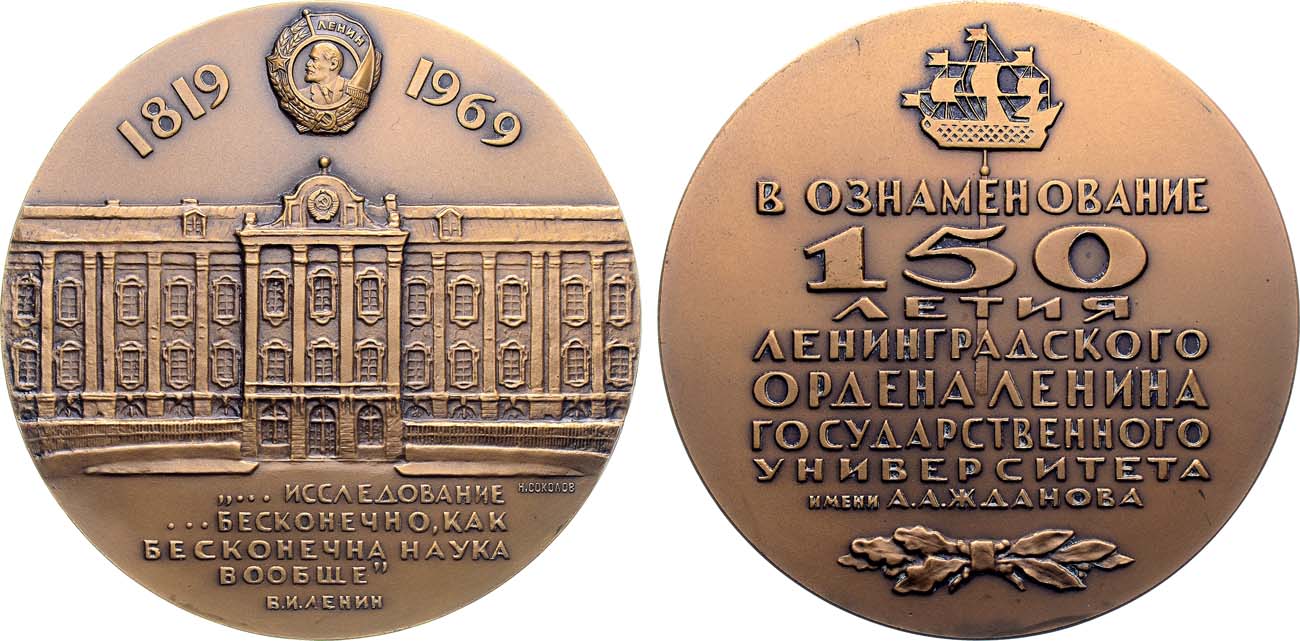 ЛЕНИН
1819 1969
Н.СОКОЛОВ
„... ИССЛЕДОВАНИЕ
...БЕСКОНЕЧНО, КАК
БЕСКОНЕЧНА НАУКА
ВООБЩЕ”
В.И.ЛЕНИН
В ОЗНАМЕНОВАНИЕ
150
ЛЕТИЯ
ЛЕНИНГРАДСКОГО
ОРДЕНА ЛЕНИНА
ГОСУДАРСТВЕННОГО
УНИВЕРСИТЕТА
ИМЕНИ А.А.ЖДАНОВА